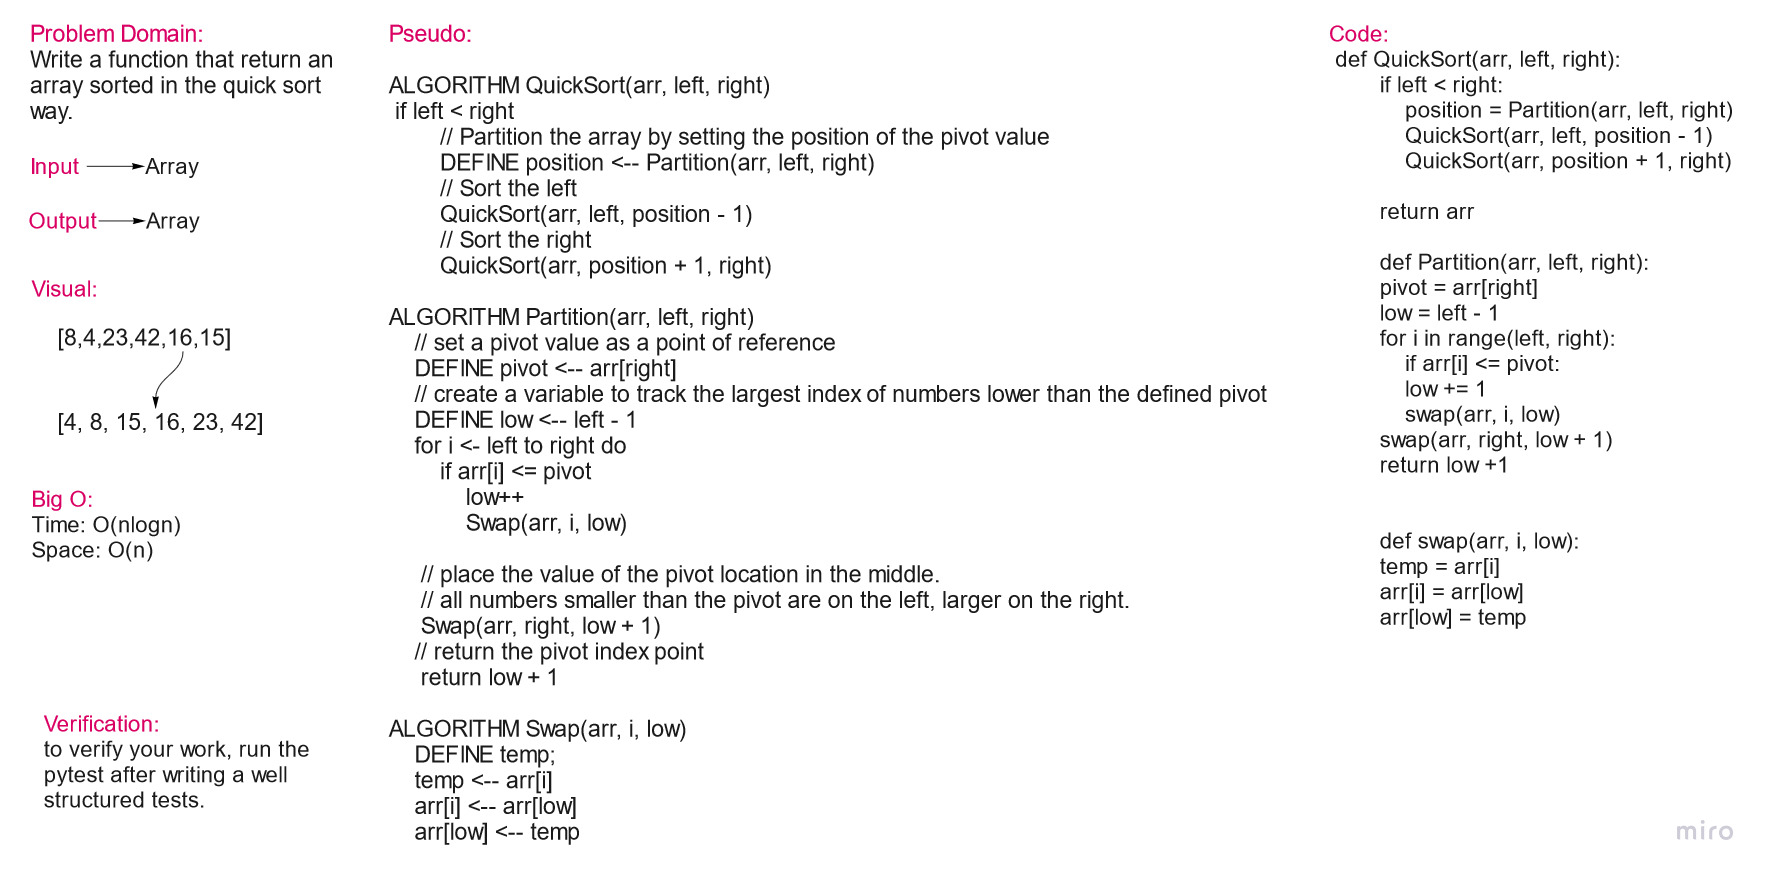 Problem Domain:
Write a function that return an
array sorted in the quick sort
way.
Input
Array
Output
Array
Visual:
[8,4,23,42,16,15]
[4, 8, 15, 16, 23, 42]
Big O:
Time: O(nlogn)
Space: O(n)
Verification:
to verify your work, run the
pytest after writing a well
structured tests.
Pseudo:
ALGORITHM QuickSort(arr, left, right)
if left < right
// Partition the array by setting the position of the pivot value
DEFINE position <-- Partition(arr, left, right)
// Sort the left
QuickSort(arr, left, position - 1)
// Sort the right
QuickSort(arr, position + 1, right)
ALGORITHM Partition(arr, left, right)
// set a pivot value as a point of reference
DEFINE pivot <-- arr[right]
// create a variable to track the largest index of numbers lower than the defined pivot
DEFINE low <-- left - 1
for i <- left to right do
if arr[i] <= pivot
low++
Swap(arr, i, low)
// place the value of the pivot location in the middle.
// all numbers smaller than the pivot are on the left, larger on the right.
Swap(arr, right, low + 1)
// return the pivot index point
return low + 1
ALGORITHM Swap(arr, i, low)
DEFINE temp;
temp <-- arr[i]
arr[i] <-- arr[low]
arr[low] <-- temp
Code:
def QuickSort(arr, left, right):
if left < right:
position = Partition(arr, left, right)
QuickSort(arr, left, position - 1)
QuickSort(arr, position + 1, right)
return arr
def Partition(arr, left, right):
pivot = arr[right]
low = left - 1
for i in range(left, right):
if arr[i] <= pivot:
low += 1
swap(arr, i, low)
swap(arr, right, low + 1)
return low +1
def swap(arr, i, low):
temp = arr[i]
arr[i] = arr[low]
arr[low] = temp
miro